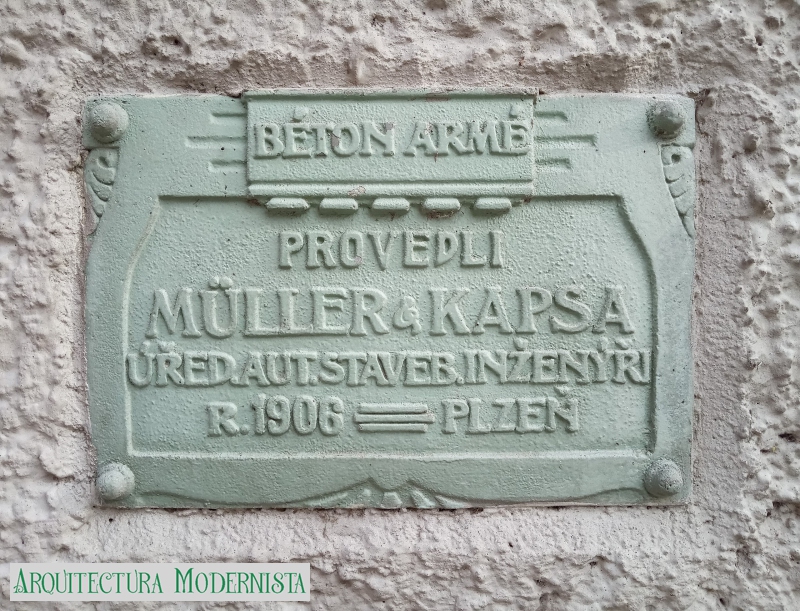 BÉTON ARMÉ
PROVEDLI
MÜLLER & KAPSA
ÚŘED. AUT. STAVEB. INŽENÝŘI
R. 1906 = PLZEŇ
ARQUITECTURA MODERNISTA